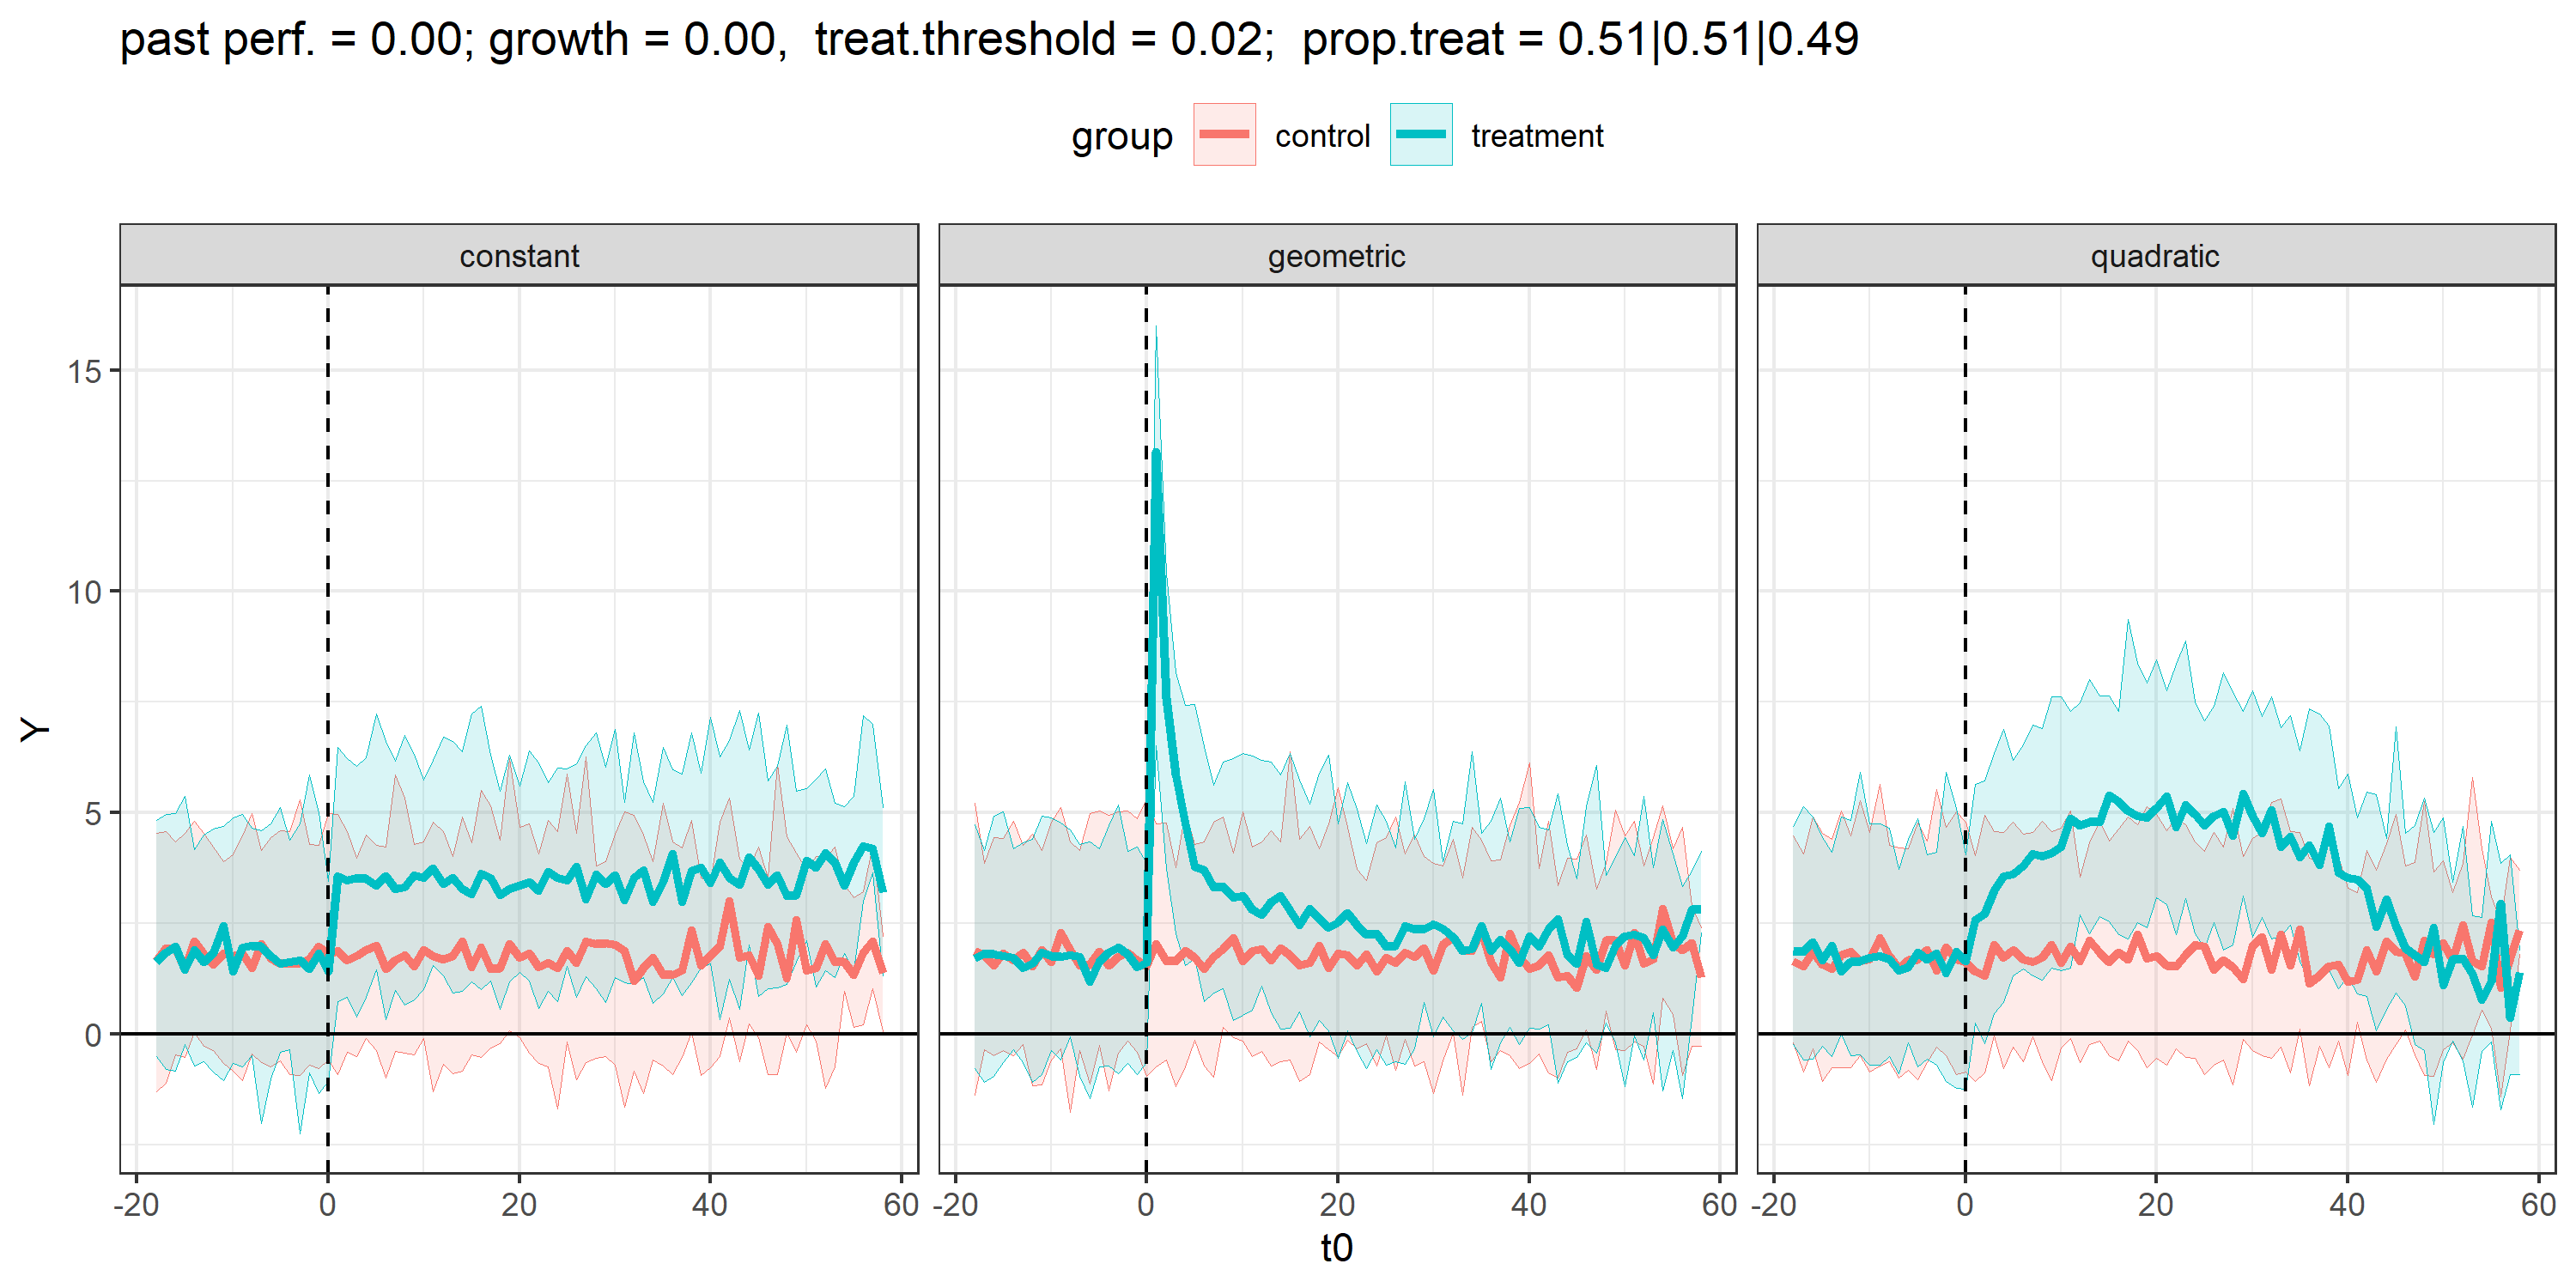 past perf. = 0.00; growth = 0.00,  treat.threshold = 0.02;  prop.treat = 0.51|0.51|0.49
group control treatment
constant geometric quadratic
15
10
5
0
Y
-20 0 20 40 60 -20 0 20 40 60 -20 0 20 40 60
t0